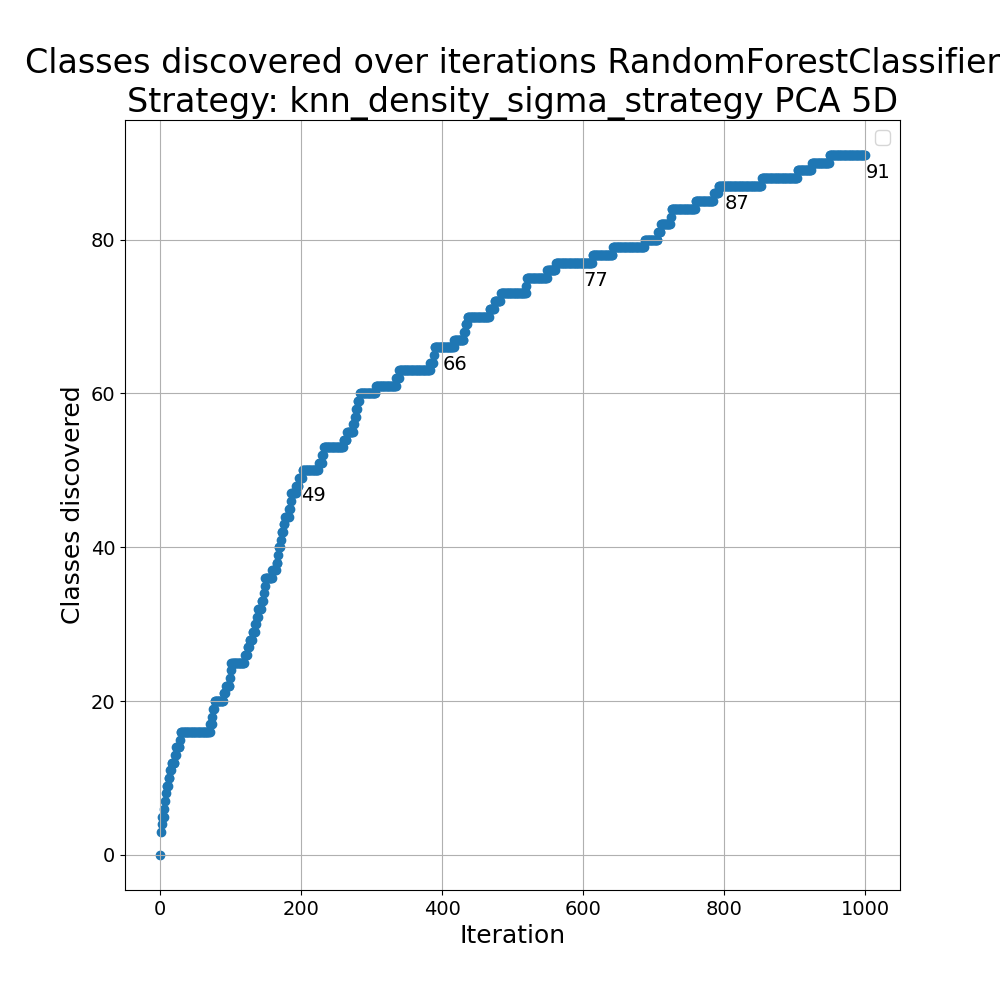 Classes discovered over iterations RandomForestClassifier
Strategy: knn_density_sigma_strategy PCA 5D
91
87
80
77
66
60
49
40
20
0
Classes discovered
0 200 400 600 800 1000
Iteration